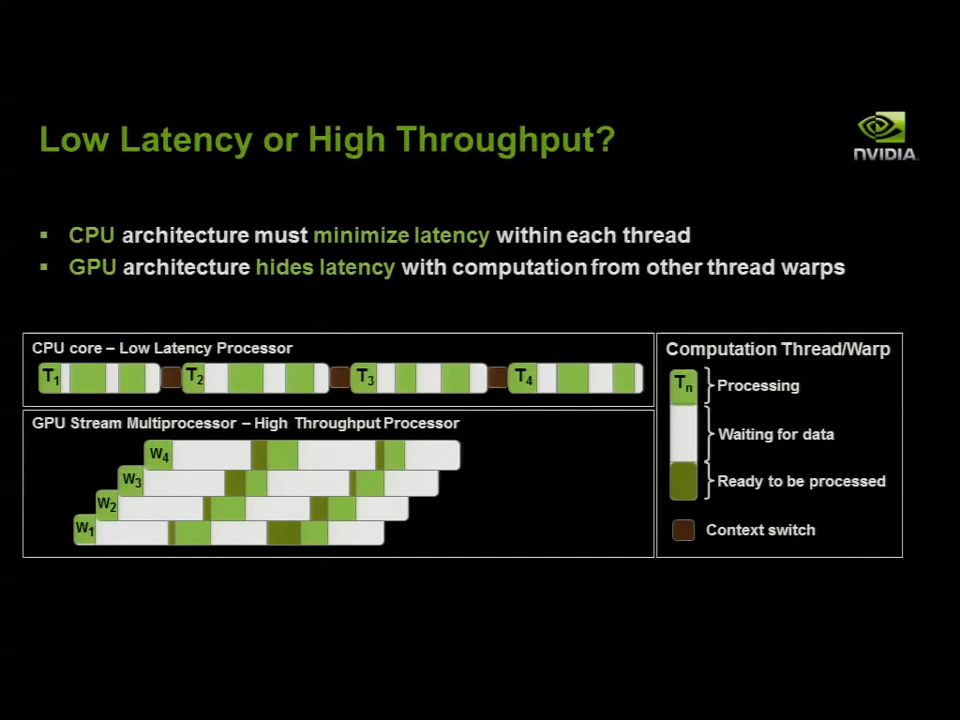 Low Latency or High Throughput?
NVIDIA.
▪ CPU architecture must minimize latency within each thread
▪ GPU architecture hides latency with computation from other thread warps
CPU core – Low Latency Processor
T1 T2 T3 T4
GPU Stream Multiprocessor – High Throughput Processor
W4
W3
W2
W1
Computation Thread/Warp
Tn
Processing
Waiting for data
Ready to be processed
Context switch